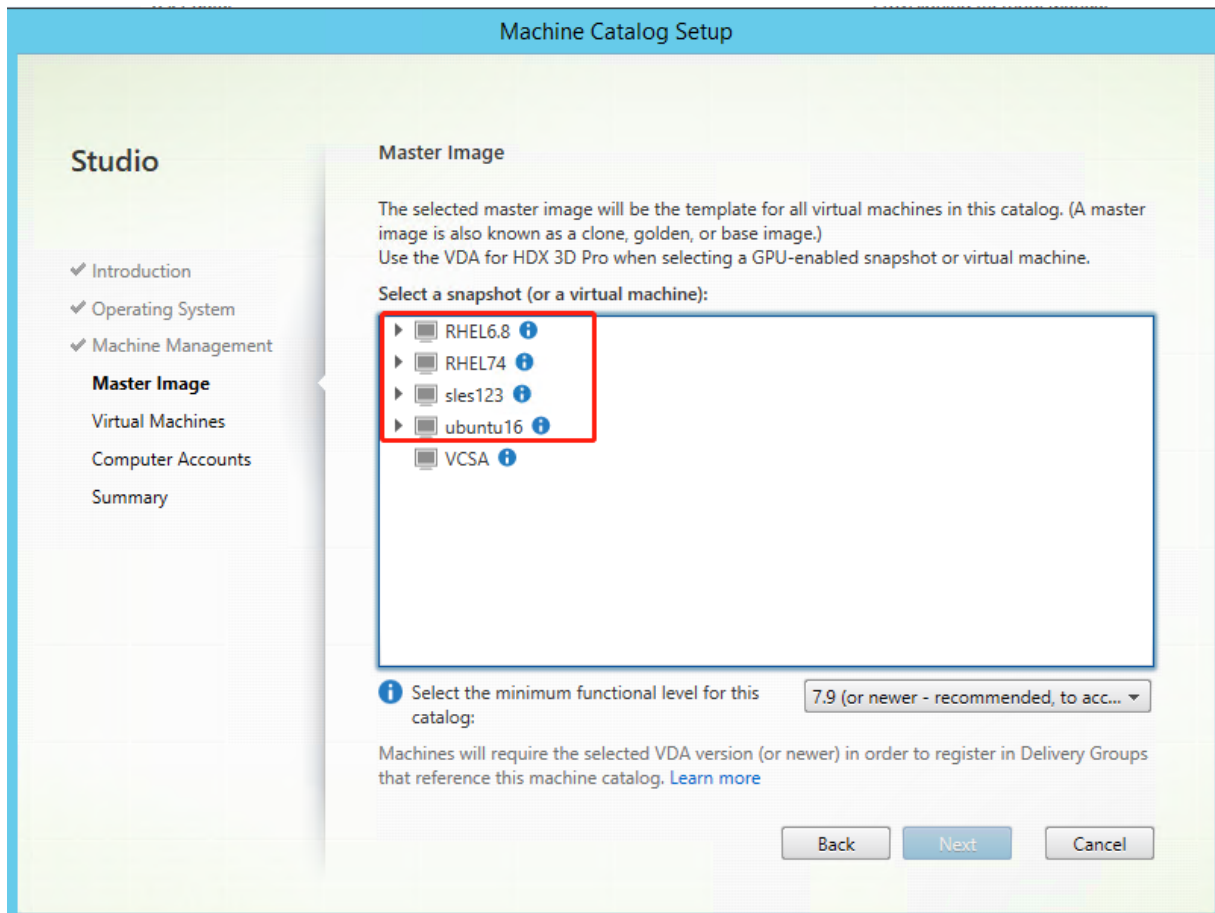 Machine Catalog Setup
Studio
Introduction
Operating System
Machine Management
Master Image
Virtual Machines
Computer Accounts
Summary
Master Image
The selected master image will be the template for all virtual machines in this catalog. (A master
image is also known as a clone, golden, or base image.)
Use the VDA for HDX 3D Pro when selecting a GPU-enabled snapshot or virtual machine.
Select a snapshot (or a virtual machine):
RHEL6.8
RHEL74
sles123
ubuntu16
VCSA
Select the minimum functional level for this
catalog:
7.9 (or newer - recommended, to acc...
Machines will require the selected VDA version (or newer) in order to register in Delivery Groups
that reference this machine catalog. Learn more
Back
Next
Cancel